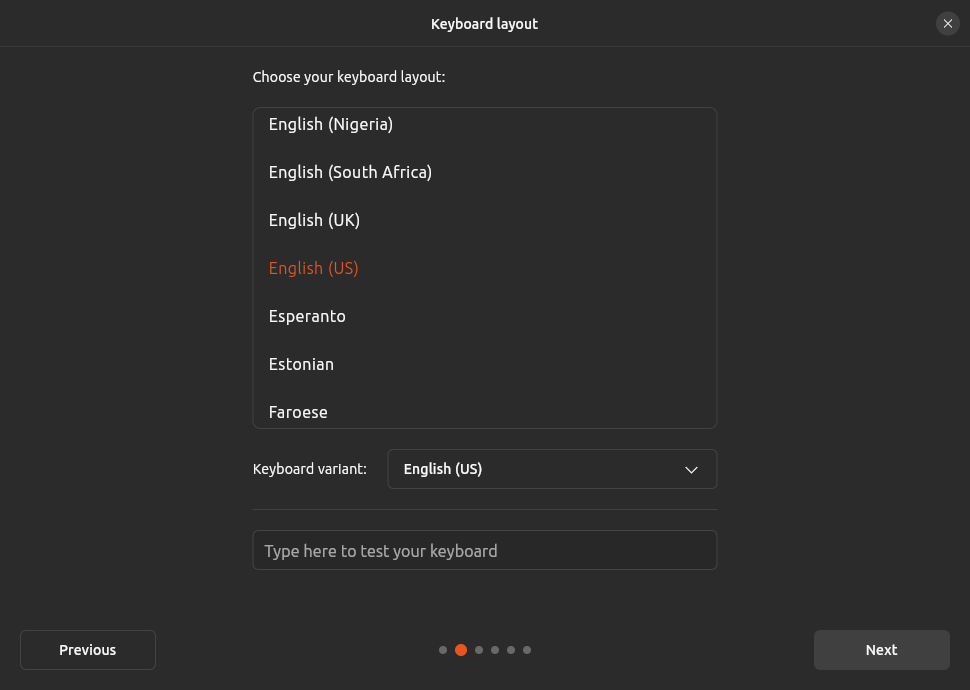 Keyboard layout
Choose your keyboard layout:
English (Nigeria)
English (South Africa)
English (UK)
English (US)
Esperanto
Estonian
Faroese
Keyboard variant: English (US)
Type here to test your keyboard
Previous Next